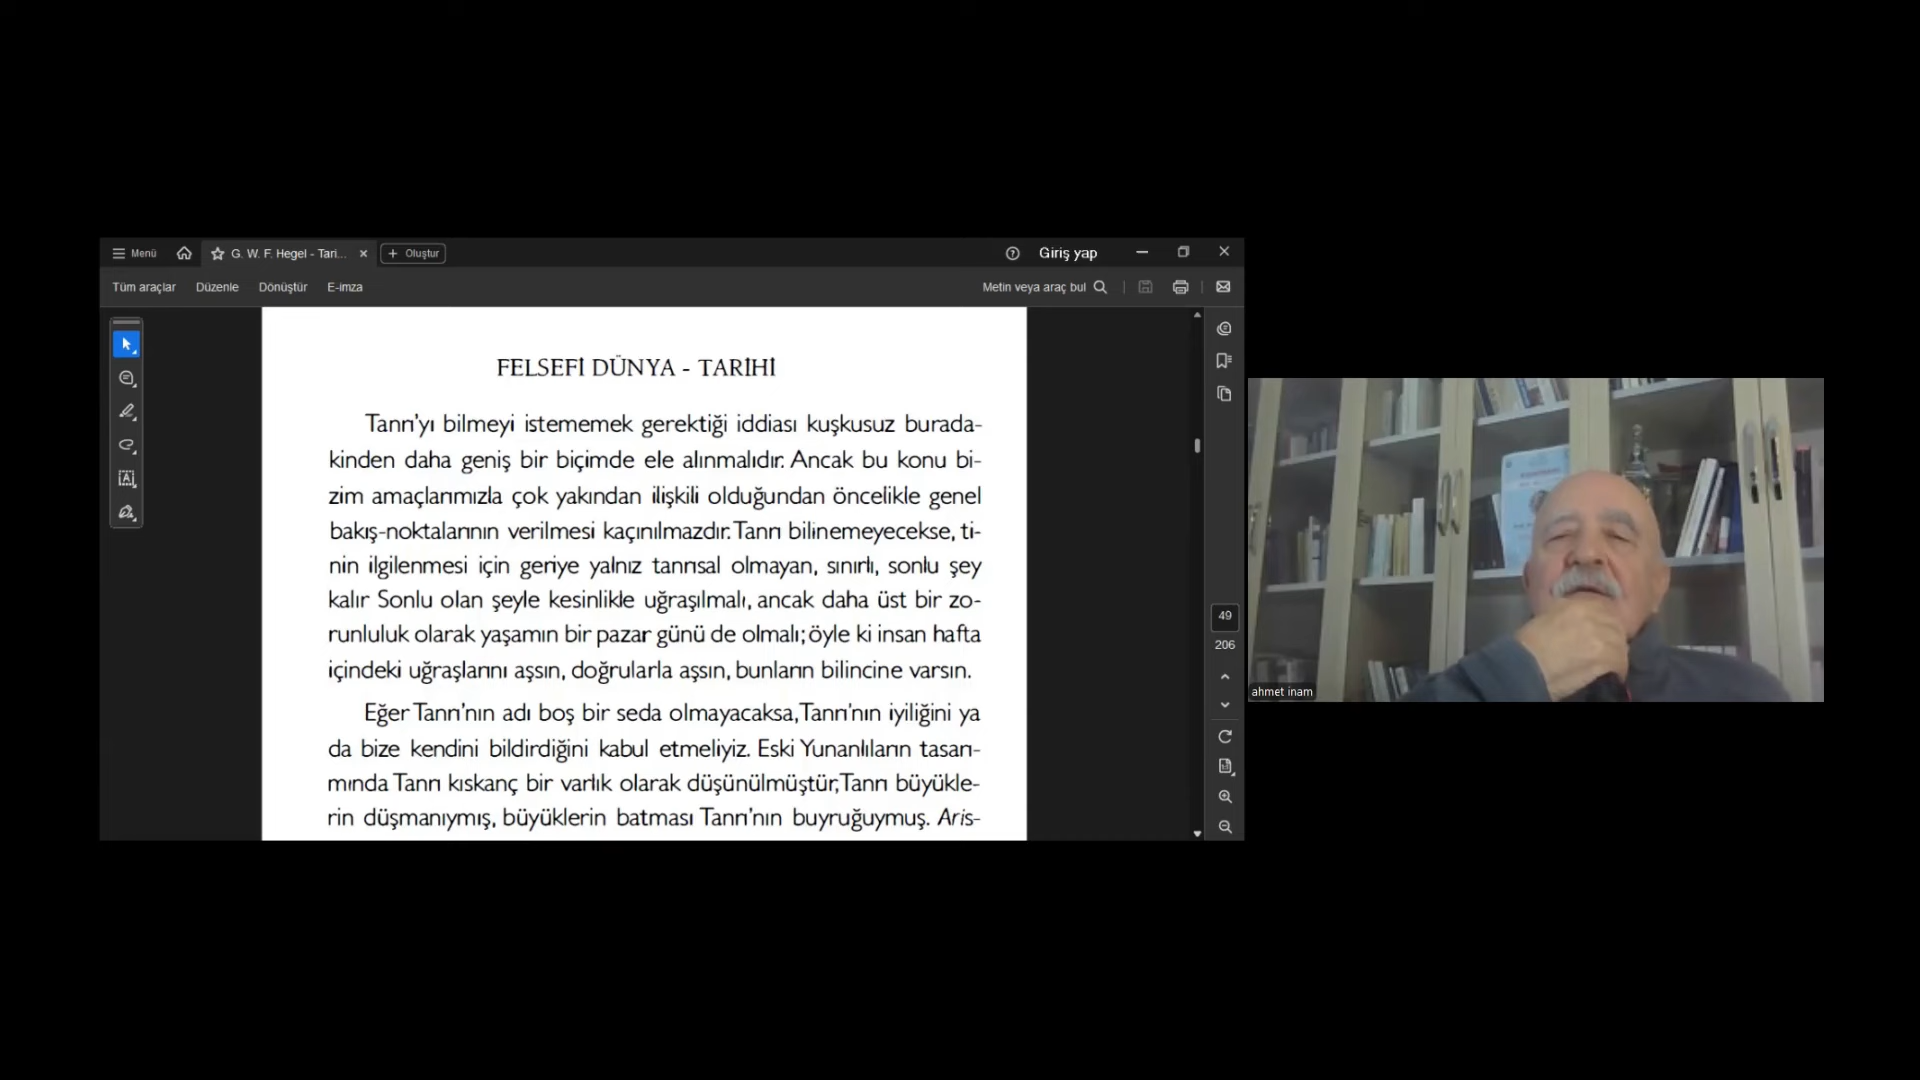 Menü
G. W. F. Hegel - Tari...
Oluştur
Giriş yap
Tüm araçlar
Düzenle
Dönüştür
E-imza
Metin veya araç bul
FELSEFİ DÜNYA - TARİHİ
Tanrı'yı bilmeyi istememek gerektiği iddiası kuşkusuz burada-
kinden daha geniş bir biçimde ele alınmalıdır. Ancak bu konu bi-
zim amaçlarımızla çok yakından ilişkili olduğundan öncelikle genel
bakış-noktalarının verilmesi kaçınılmazdır. Tanrı bilinemeyecekse, ti-
nin ilgilenmesi için geriye yalnız tanrısal olmayan, sınırlı, sonlu şey
kalır Sonlu olan şeyle kesinlikle uğraşılmalı, ancak daha üst bir zo-
runluluk olarak yaşamın bir pazar günü de olmalı; öyle ki insan hafta
içindeki uğraşlarını aşsın, doğrularla aşsın, bunların bilincine varsın.
Eğer Tanrı'nın adı boş bir seda olmayacaksa, Tanrı'nın iyiliğini ya
da bize kendini bildirdiğini kabul etmeliyiz. Eski Yunanlıların tasarı-
mında Tanrı kıskanç bir varlık olarak düşünülmüştür, Tanrı büyükle-
rin düşmanıymış, büyüklerin batması Tanrı'nın buyruğuymuş. Aris-
49
206
ahmet inam